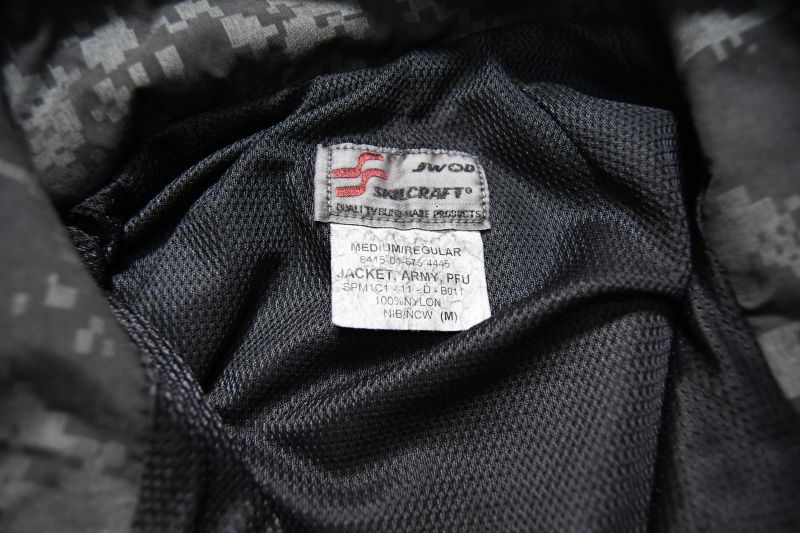 JWOD
SKILCRAFT®
QUALITY BLIND MADE PRODUCTS
MEDIUM/REGULAR
8415-01-575-4445
JACKET, ARMY, PFU
SPM1C1 - 11 - D - B011
100% NYLON
NIB/NCW (M)